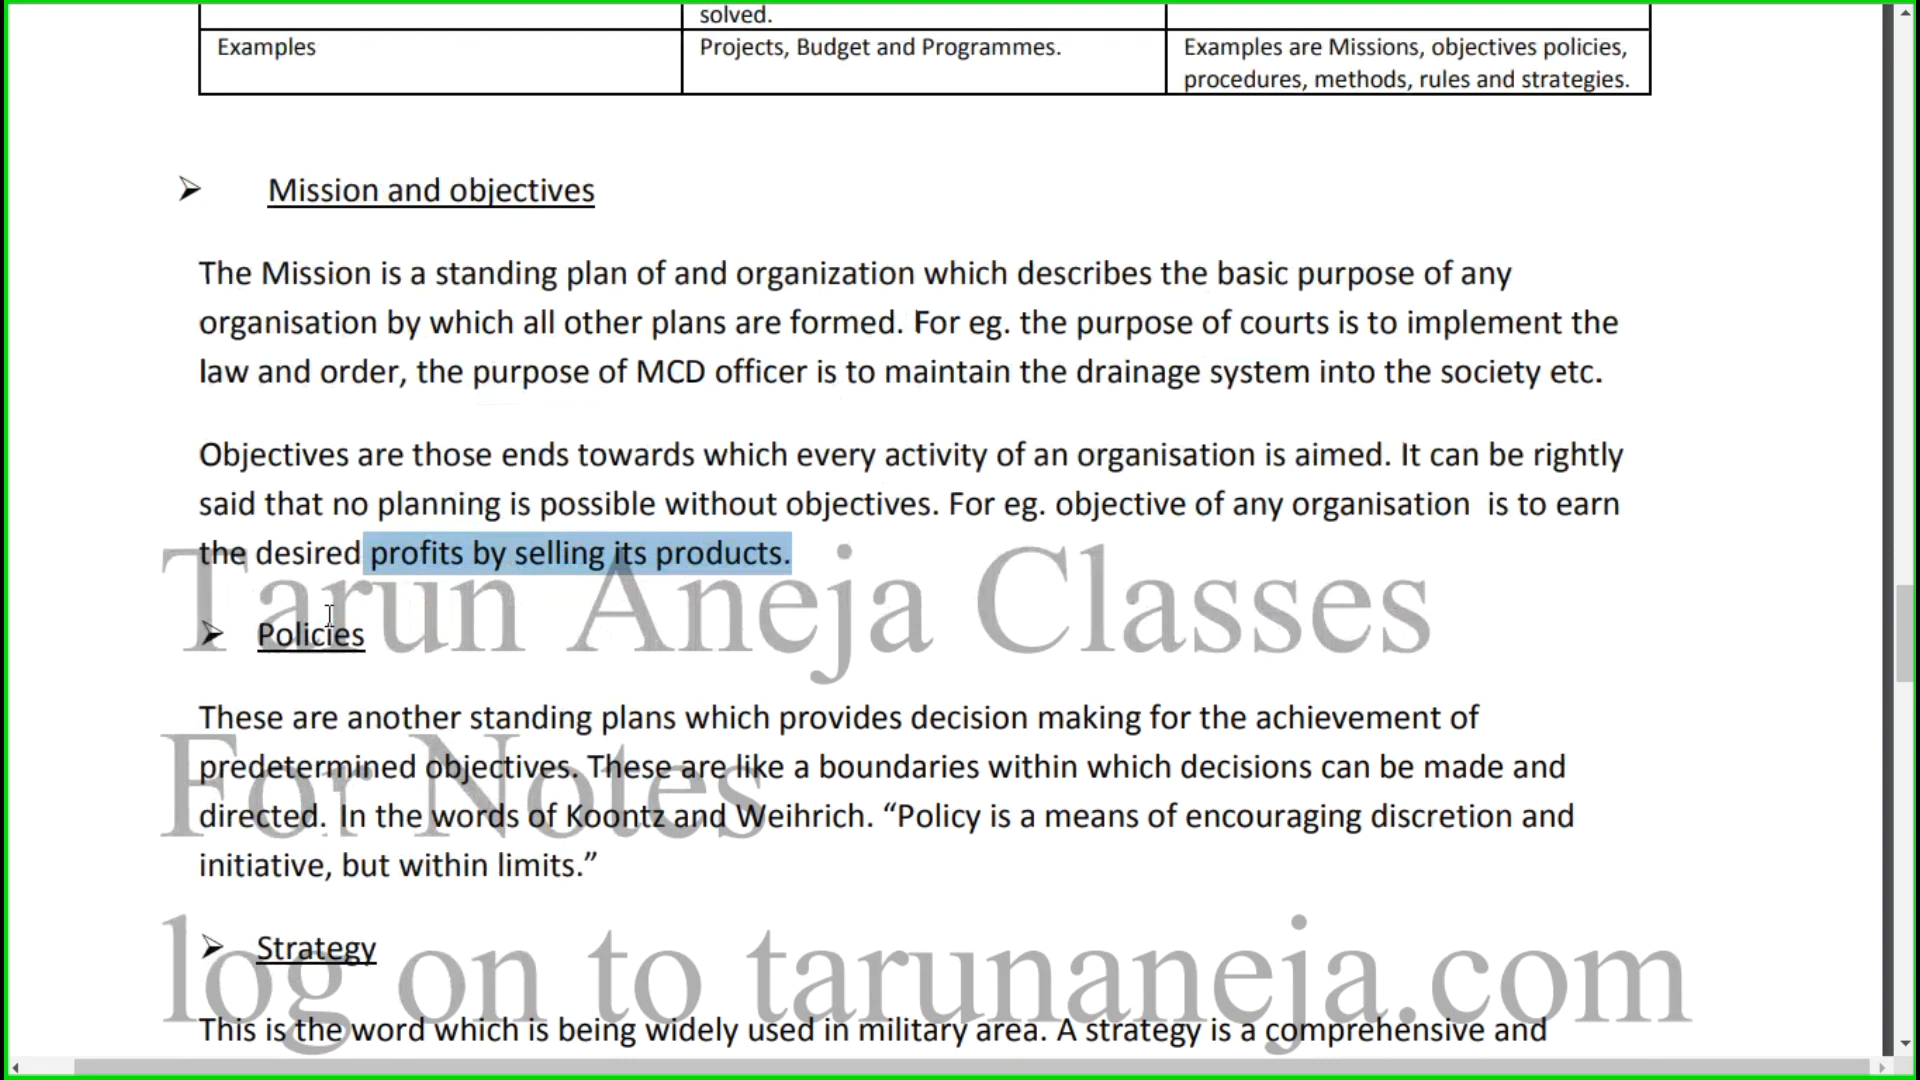 solved.
Examples
Projects, Budget and Programmes.
Examples are Missions, objectives policies,
procedures, methods, rules and strategies.
Mission and objectives
The Mission is a standing plan of and organization which describes the basic purpose of any
organisation by which all other plans are formed. For eg. the purpose of courts is to implement the
law and order, the purpose of MCD officer is to maintain the drainage system into the society etc.
Objectives are those ends towards which every activity of an organisation is aimed. It can be rightly
said that no planning is possible without objectives. For eg. objective of any organisation  is to earn
the desired profits by selling its products.
Tarun Aneja Classes
Policies
These are another standing plans which provides decision making for the achievement of
For Notes
predetermined objectives. These are like a boundaries within which decisions can be made and
directed. In the words of Koontz and Weihrich. “Policy is a means of encouraging discretion and
initiative, but within limits.”
Strategy
log on to tarunaneja.com
This is the word which is being widely used in military area. A strategy is a comprehensive and